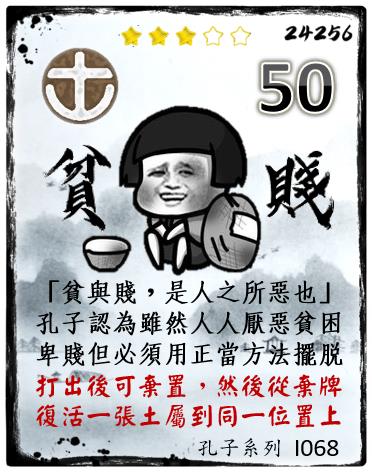 24256
土
50
貧賤
「貧與賤，是人之所惡也」
孔子認為雖然人人厭惡貧困
卑賤但必須用正當方法擺脫
打出後可棄置，然後從棄牌
復活一張土屬到同一位置上
孔子系列 I068